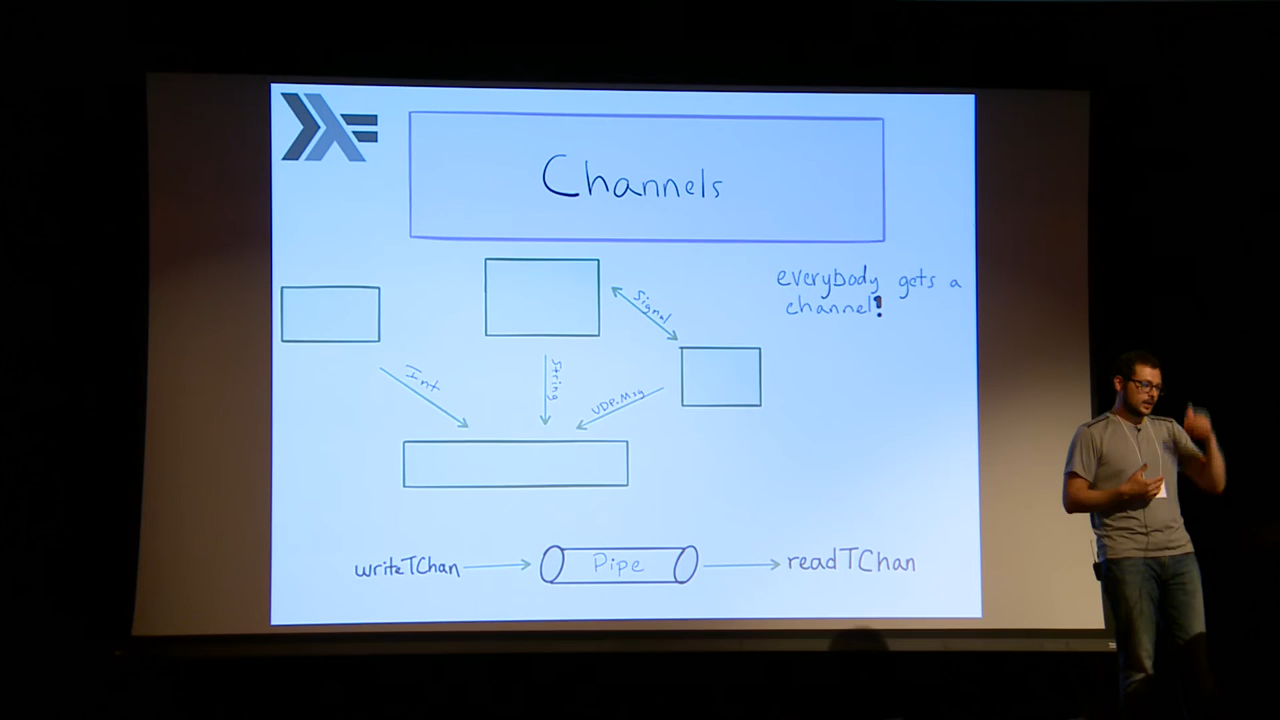 Channels
everybody gets a
channel!
Signal
Int
String
UDP.Msg
writeTChan
Pipe
readTChan